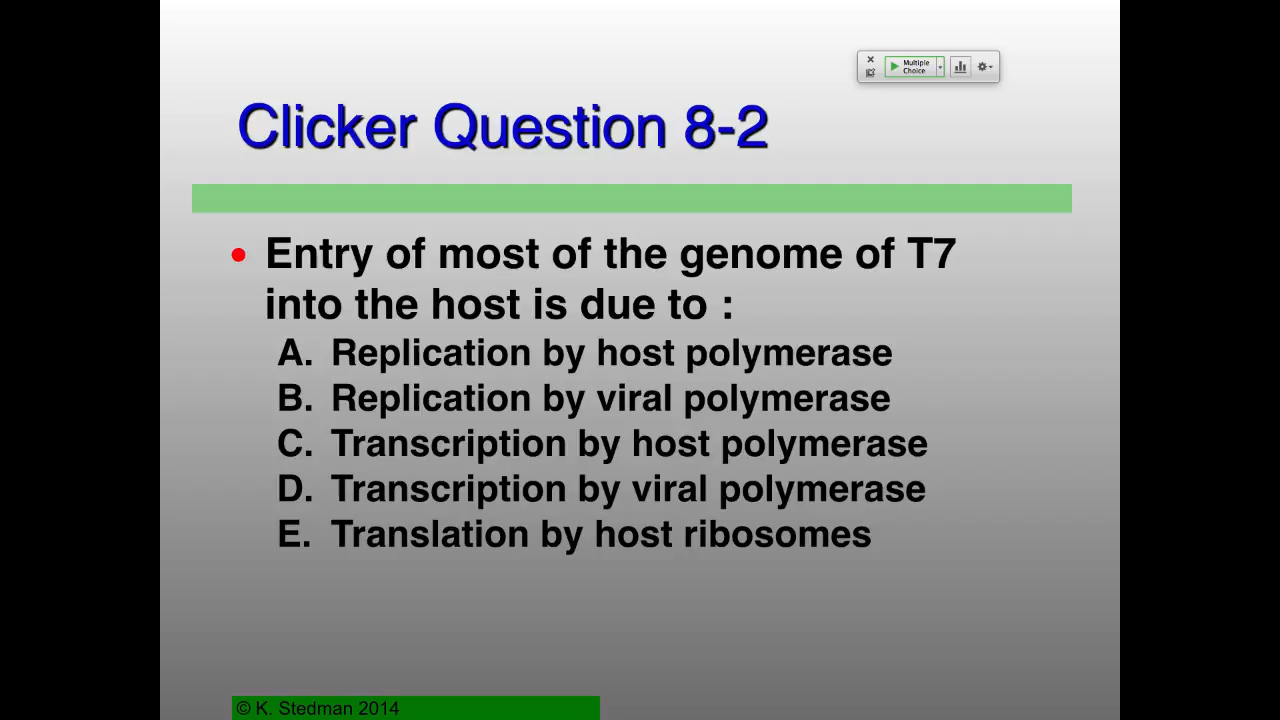 Multiple
Choice
Clicker Question 8-2
• Entry of most of the genome of T7
into the host is due to :
A. Replication by host polymerase
B. Replication by viral polymerase
C. Transcription by host polymerase
D. Transcription by viral polymerase
E. Translation by host ribosomes
© K. Stedman 2014